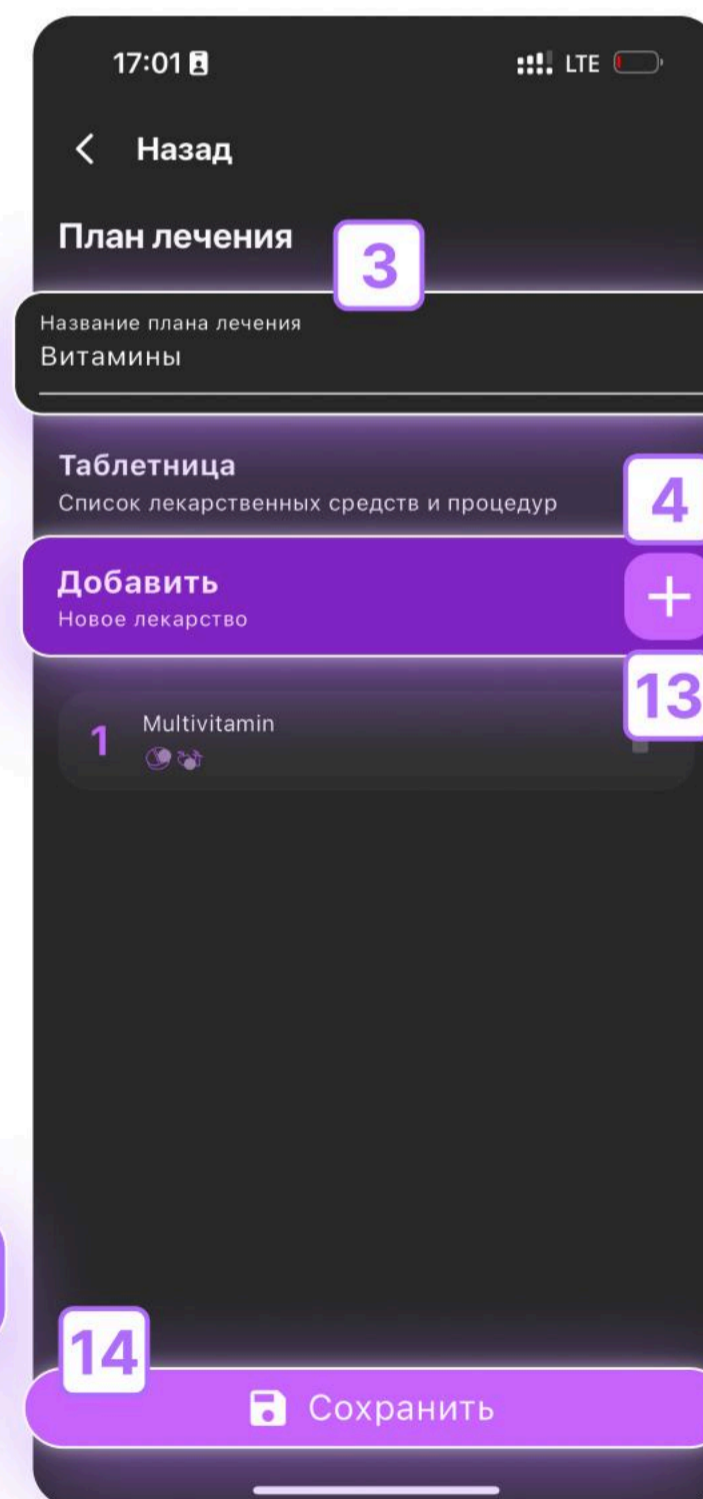 17:01 LTE
Назад
План лечения
3
Название плана лечения
Витамины
Таблетница
Список лекарственных средств и процедур
4
Добавить
Новое лекарство
13
1 Multivitamin
14
Сохранить